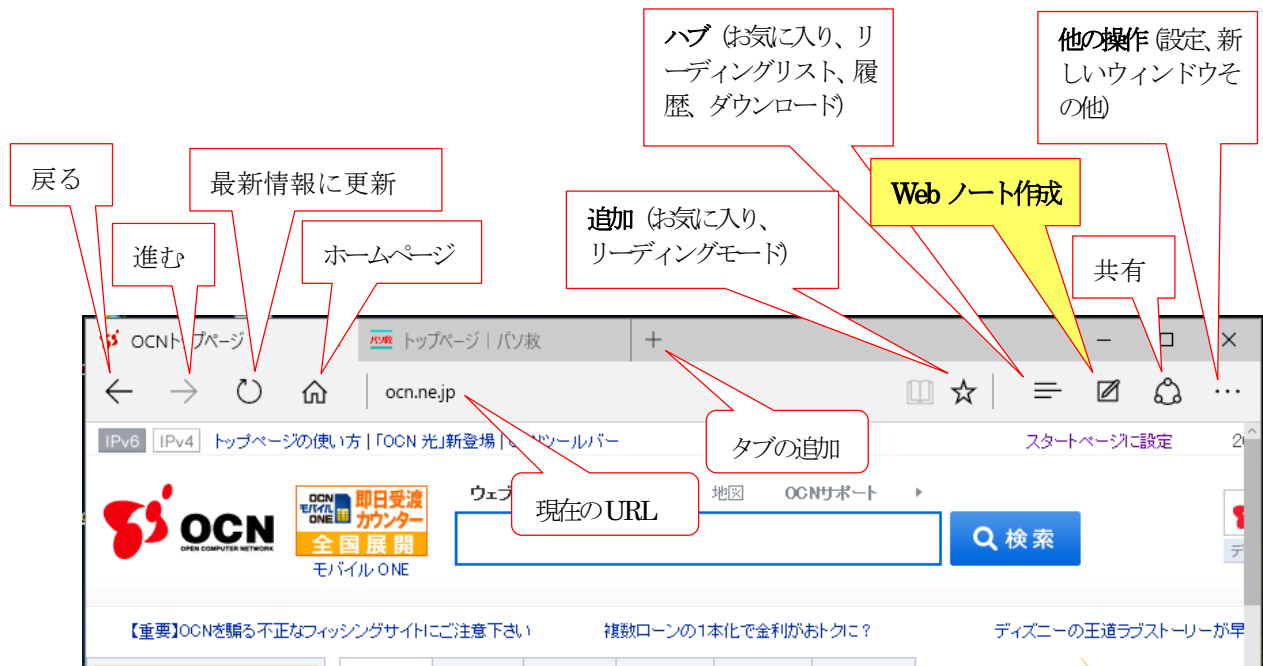 ハブ（お気に入り、リ
ーディングリスト、履
歴、ダウンロード）
他の操作（設定、新
しいウィンドウそ
の他）
戻る
最新情報に更新
Web ノート作成
追加（お気に入り、
リーディングモード）
進む
ホームページ
共有
OCNトップページ
パソ救 トップページ | パソ救
ocn.ne.jp
IPv6 IPv4 トップページの使い方 | 「OCN 光」新登場 |
スタートページに設定
タブの追加
現在の URL
ウェブ
地図 OCNサポート
OCN
OPEN COMPUTER NETWORK
OCN モバイル ONE 即日受渡カウンター
全国展開
モバイル ONE
検索
【重要】OCNを騙る不正なフィッシングサイトにご注意下さい 複数ローンの1本化で金利がおトクに？ ディズニーの王道ラブストーリーが早